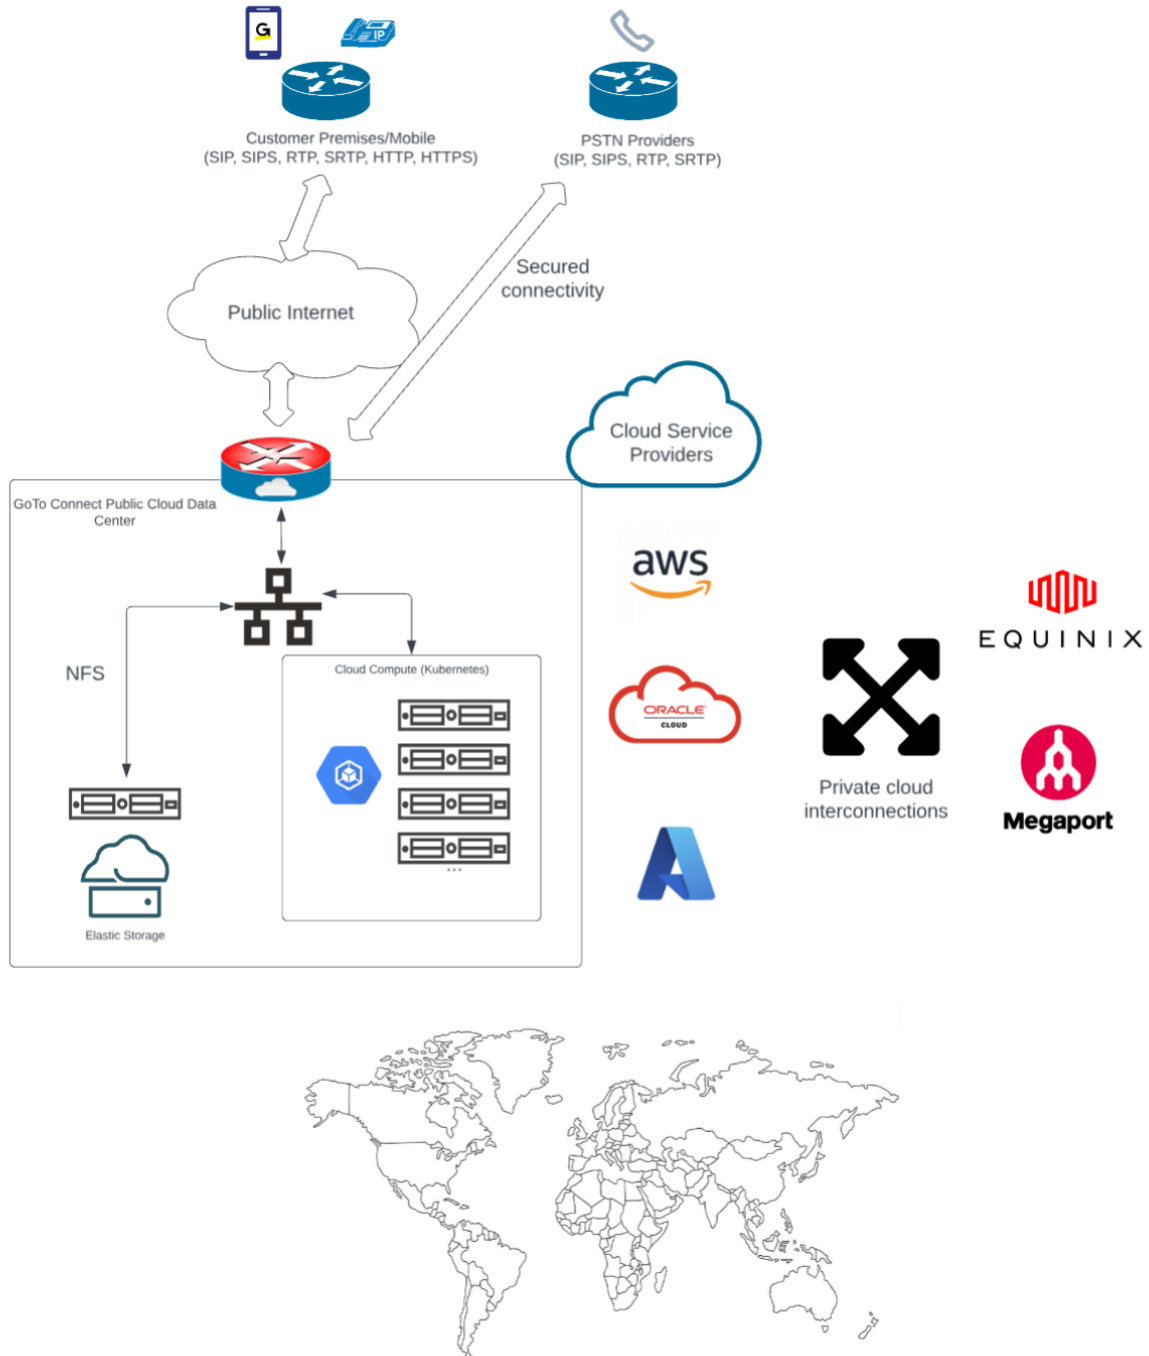 G
IP
Customer Premises/Mobile
(SIP, SIPS, RTP, SRTP, HTTP, HTTPS)
PSTN Providers
(SIP, SIPS, RTP, SRTP)
Secured
connectivity
Public Internet
Cloud Service
Providers
GoTo Connect Public Cloud Data
Center
NFS
Cloud Compute (Kubernetes)
...
Elastic Storage
aws
ORACLE
CLOUD
Private cloud
interconnections
EQUINIX
Megaport